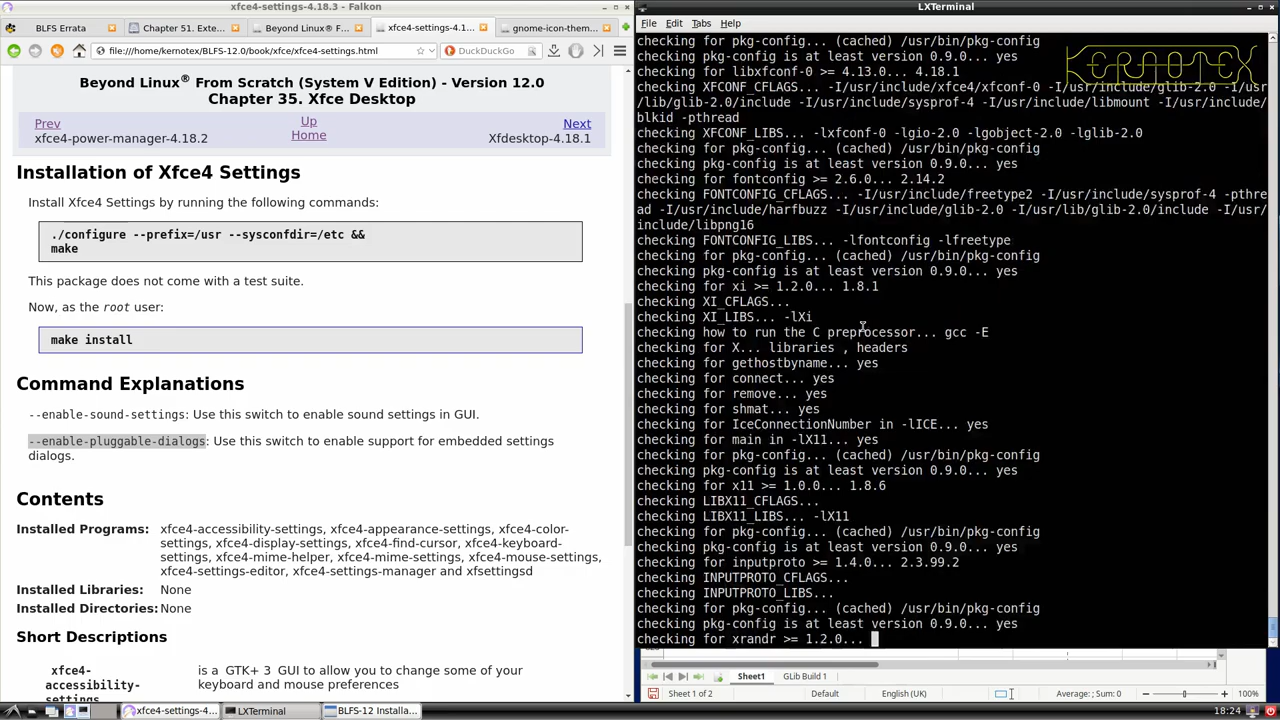 xfce4-settings-4.18.3 - Falkon
BLFS Errata
Chapter 51. Exte...
Beyond Linux® F...
xfce4-settings-4.1...
gnome-icon-them...
file:///home/kernotex/BLFS-12.0/book/xfce/xfce4-settings.html
DuckDuckGo
Beyond Linux® From Scratch (System V Edition) - Version 12.0
Chapter 35. Xfce Desktop
Prev
Up
Next
xfce4-power-manager-4.18.2
Home
Xfdesktop-4.18.1
Installation of Xfce4 Settings
Install Xfce4 Settings by running the following commands:
./configure --prefix=/usr --sysconfdir=/etc &&
make
This package does not come with a test suite.
Now, as the root user:
make install
Command Explanations
--enable-sound-settings: Use this switch to enable sound settings in GUI.
--enable-pluggable-dialogs: Use this switch to enable support for embedded settings
dialogs.
Contents
Installed Programs: xfce4-accessibility-settings, xfce4-appearance-settings, xfce4-color-
settings, xfce4-display-settings, xfce4-find-cursor, xfce4-keyboard-
settings, xfce4-mime-helper, xfce4-mime-settings, xfce4-mouse-settings,
xfce4-settings-editor, xfce4-settings-manager and xfsettingsd
Installed Libraries: None
Installed Directories: None
Short Descriptions
xfce4- is a GTK+ 3 GUI to allow you to change some of your
accessibility- keyboard and mouse preferences
settings
LXTerminal
File Edit Tabs Help
KERNOTEX
checking for pkg-config... (cached) /usr/bin/pkg-config
checking pkg-config is at least version 0.9.0... yes
checking for libxfconf-0 >= 4.13.0... 4.18.1
checking XFCONF_CFLAGS... -I/usr/include/xfce4/xfconf-0 -I/usr/include/glib-2.0 -I/usr
/lib/glib-2.0/include -I/usr/include/sysprof-4 -I/usr/include/libmount -I/usr/include/
blkid -pthread
checking XFCONF_LIBS... -lxfconf-0 -lgio-2.0 -lgobject-2.0 -lglib-2.0
checking for pkg-config... (cached) /usr/bin/pkg-config
checking pkg-config is at least version 0.9.0... yes
checking for fontconfig >= 2.6.0... 2.14.2
checking FONTCONFIG_CFLAGS... -I/usr/include/freetype2 -I/usr/include/sysprof-4 -pthre
ad -I/usr/include/harfbuzz -I/usr/include/glib-2.0 -I/usr/lib/glib-2.0/include -I/usr/
include/libpng16
checking FONTCONFIG_LIBS... -lfontconfig -lfreetype
checking for pkg-config... (cached) /usr/bin/pkg-config
checking pkg-config is at least version 0.9.0... yes
checking for xi >= 1.2.0... 1.8.1
checking XI_CFLAGS...
checking XI_LIBS... -lXi
checking how to run the C preprocessor... gcc -E
checking for X... libraries , headers
checking for gethostbyname... yes
checking for connect... yes
checking for remove... yes
checking for shmat... yes
checking for IceConnectionNumber in -lICE... yes
checking for main in -lX11... yes
checking for pkg-config... (cached) /usr/bin/pkg-config
checking pkg-config is at least version 0.9.0... yes
checking for x11 >= 1.0.0... 1.8.6
checking LIBX11_CFLAGS...
checking LIBX11_LIBS... -lX11
checking for pkg-config... (cached) /usr/bin/pkg-config
checking pkg-config is at least version 0.9.0... yes
checking for inputproto >= 1.4.0... 2.3.99.2
checking INPUTPROTO_CFLAGS...
checking INPUTPROTO_LIBS...
checking for pkg-config... (cached) /usr/bin/pkg-config
checking pkg-config is at least version 0.9.0... yes
checking for xrandr >= 1.2.0...
Sheet1
GLib Build 1
Sheet 1 of 2
Default
English (UK)
Average: ; Sum: 0
100%
xfce4-settings-4...
LXTerminal
BLFS-12 Installa...
18:24